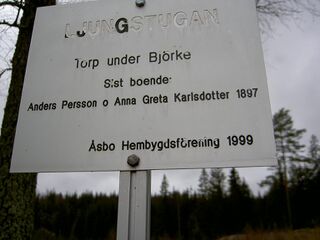 LJUNGSTUGAN
Torp under Björke
Sist boende:
Anders Persson o Anna Greta Karlsdotter 1897
Åsbo Hembygdsförening 1999